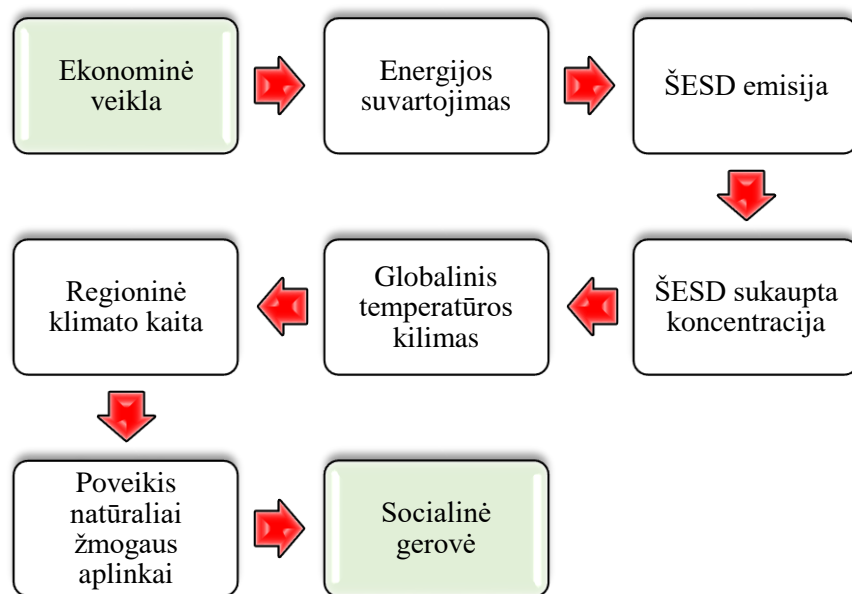 Ekonominė
veikla
Energijos
suvartojimas
ŠESD emisija
ŠESD sukaupta
koncentracija
Globalinis
temperatūros
kilimas
Regioninė
klimato kaita
Poveikis
natūraliai
žmogaus
aplinkai
Socialinė
gerovė